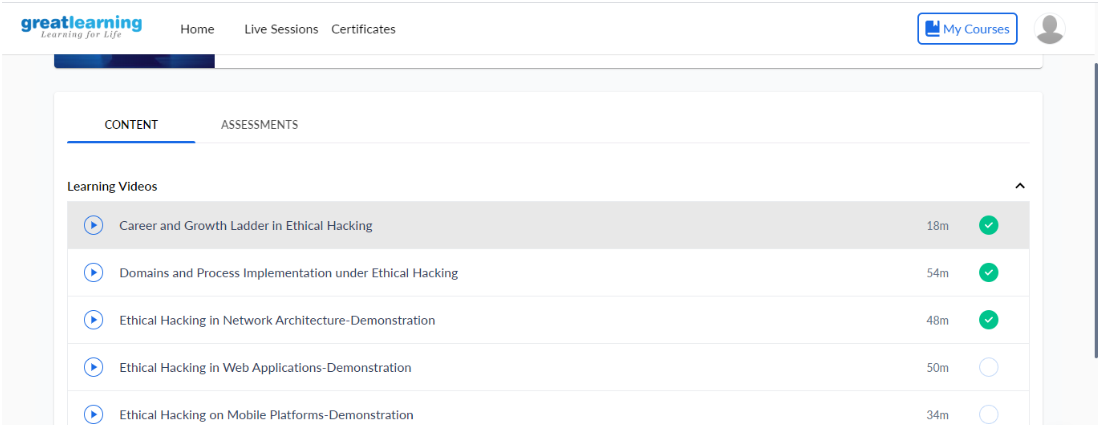 greatlearning
Learning for Life
Home Live Sessions Certificates My Courses
CONTENT ASSESSMENTS
Learning Videos
Career and Growth Ladder in Ethical Hacking 18m
Domains and Process Implementation under Ethical Hacking 54m
Ethical Hacking in Network Architecture-Demonstration 48m
Ethical Hacking in Web Applications-Demonstration 50m
Ethical Hacking on Mobile Platforms-Demonstration 34m